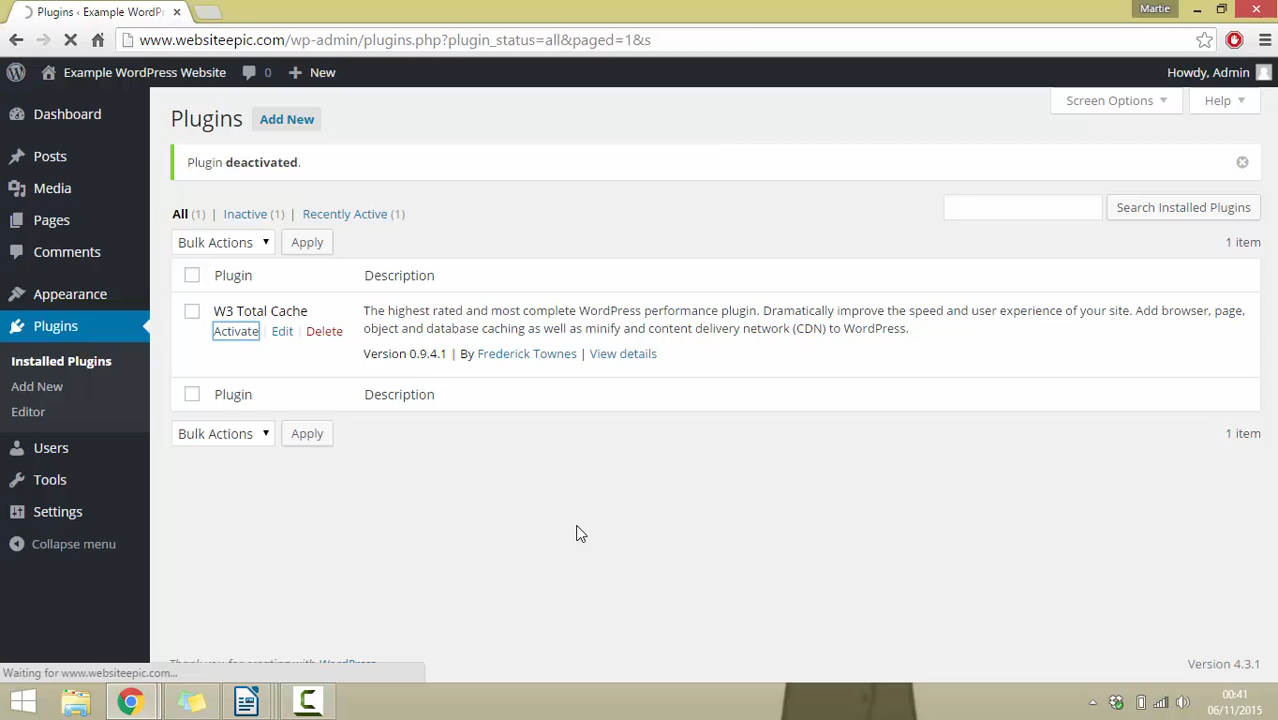 Plugins ‹ Example WordPr
Martie
www.websiteepic.com/wp-admin/plugins.php?plugin_status=all&paged=1&s
Example WordPress Website
0
New
Howdy, Admin
Dashboard
Posts
Media
Pages
Comments
Appearance
Plugins
Installed Plugins
Add New
Editor
Users
Tools
Settings
Collapse menu
Screen Options
Help
Plugins Add New
Plugin deactivated.
All (1) | Inactive (1) | Recently Active (1)
Search Installed Plugins
Bulk Actions Apply
1 item
Plugin Description
W3 Total Cache
Activate | Edit | Delete
The highest rated and most complete WordPress performance plugin. Dramatically improve the speed and user experience of your site. Add browser, page,
object and database caching as well as minify and content delivery network (CDN) to WordPress.
Version 0.9.4.1 | By Frederick Townes | View details
Plugin Description
Bulk Actions Apply
1 item
Thank you for creating with WordPress
Version 4.3.1
Waiting for www.websiteepic.com...
00:41
06/11/2015